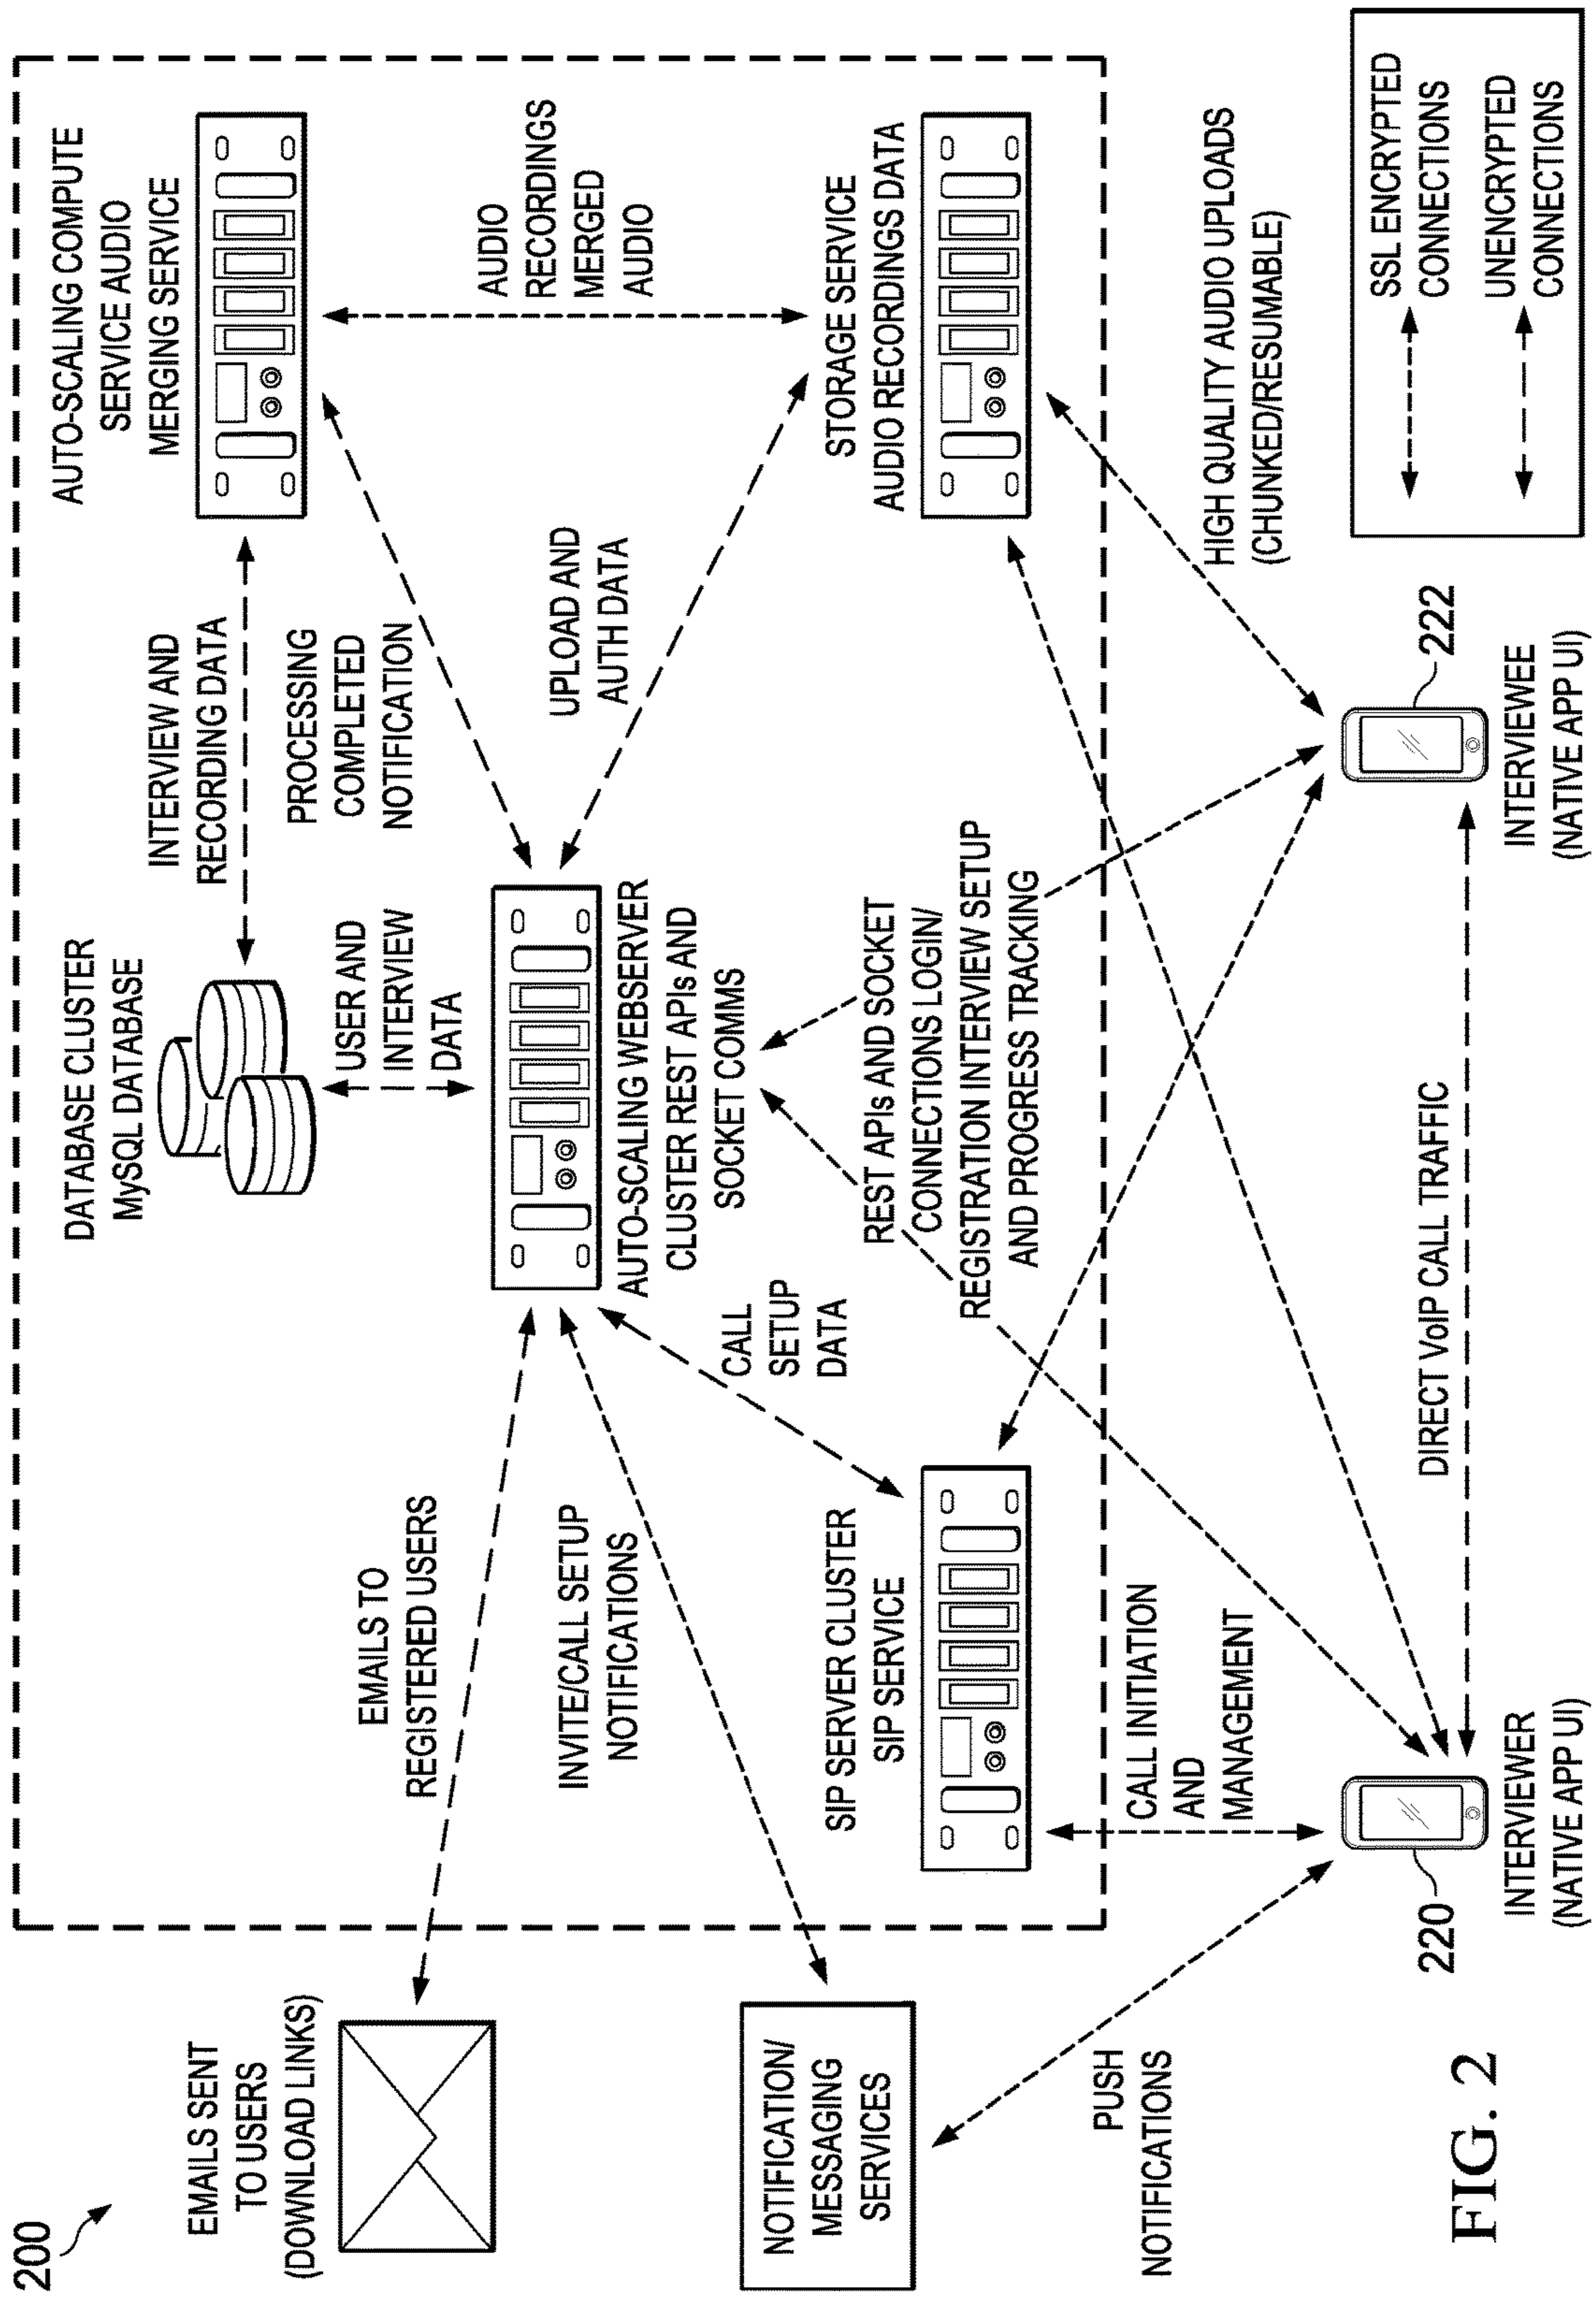 200
EMAILS SENT
TO USERS
(DOWNLOAD LINKS)
NOTIFICATION/
MESSAGING
SERVICES
PUSH
NOTIFICATIONS
EMAILS TO
REGISTERED USERS
INVITE/CALL SETUP
NOTIFICATIONS
DATABASE CLUSTER
MySQL DATABASE
USER AND
INTERVIEW
DATA
INTERVIEW AND
RECORDING DATA
PROCESSING
COMPLETED
NOTIFICATION
AUTO-SCALING COMPUTE
SERVICE AUDIO
MERGING SERVICE
AUDIO
RECORDINGS
MERGED
AUDIO
UPLOAD AND
AUTH DATA
AUTO-SCALING WEBSERVER
CLUSTER REST APIs AND
SOCKET COMMS
CALL
SETUP
DATA
SIP SERVER CLUSTER
SIP SERVICE
REST APIs AND SOCKET
CONNECTIONS LOGIN/
REGISTRATION INTERVIEW SETUP
AND PROGRESS TRACKING
STORAGE SERVICE
AUDIO RECORDINGS DATA
CALL INITIATION
AND
MANAGEMENT
HIGH QUALITY AUDIO UPLOADS
(CHUNKED/RESUMABLE)
DIRECT VoIP CALL TRAFFIC
220
INTERVIEWER
(NATIVE APP UI)
222
INTERVIEWEE
(NATIVE APP UI)
SSL ENCRYPTED
CONNECTIONS
UNENCRYPTED
CONNECTIONS
FIG. 2